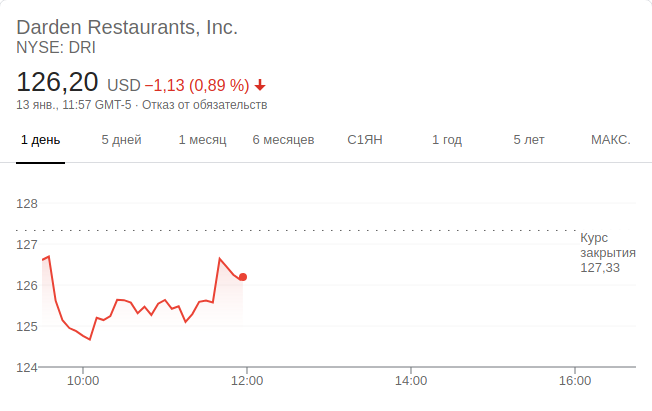 Darden Restaurants, Inc.
NYSE: DRI
126,20 USD −1,13 (0,89 %)
13 янв., 11:57 GMT-5 · Отказ от обязательств
1 день 5 дней 1 месяц 6 месяцев С1ЯН 1 год 5 лет МАКС.
128
127
126
125
124
Курс
закрытия
127,33
10:00 12:00 14:00 16:00